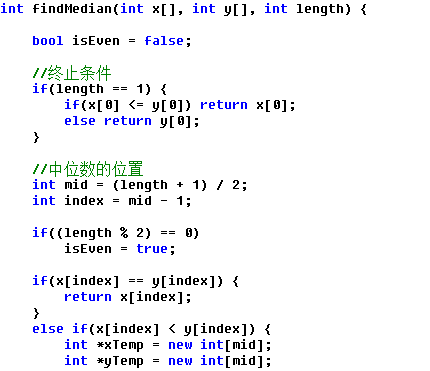 int findMedian(int x[], int y[], int length) {
bool isEven = false;
//终止条件
if(length == 1) {
if(x[0] <= y[0]) return x[0];
else return y[0];
}
//中位数的位置
int mid = (length + 1) / 2;
int index = mid - 1;
if((length % 2) == 0)
isEven = true;
if(x[index] == y[index]) {
return x[index];
}
else if(x[index] < y[index]) {
int *xTemp = new int[mid];
int *yTemp = new int[mid];